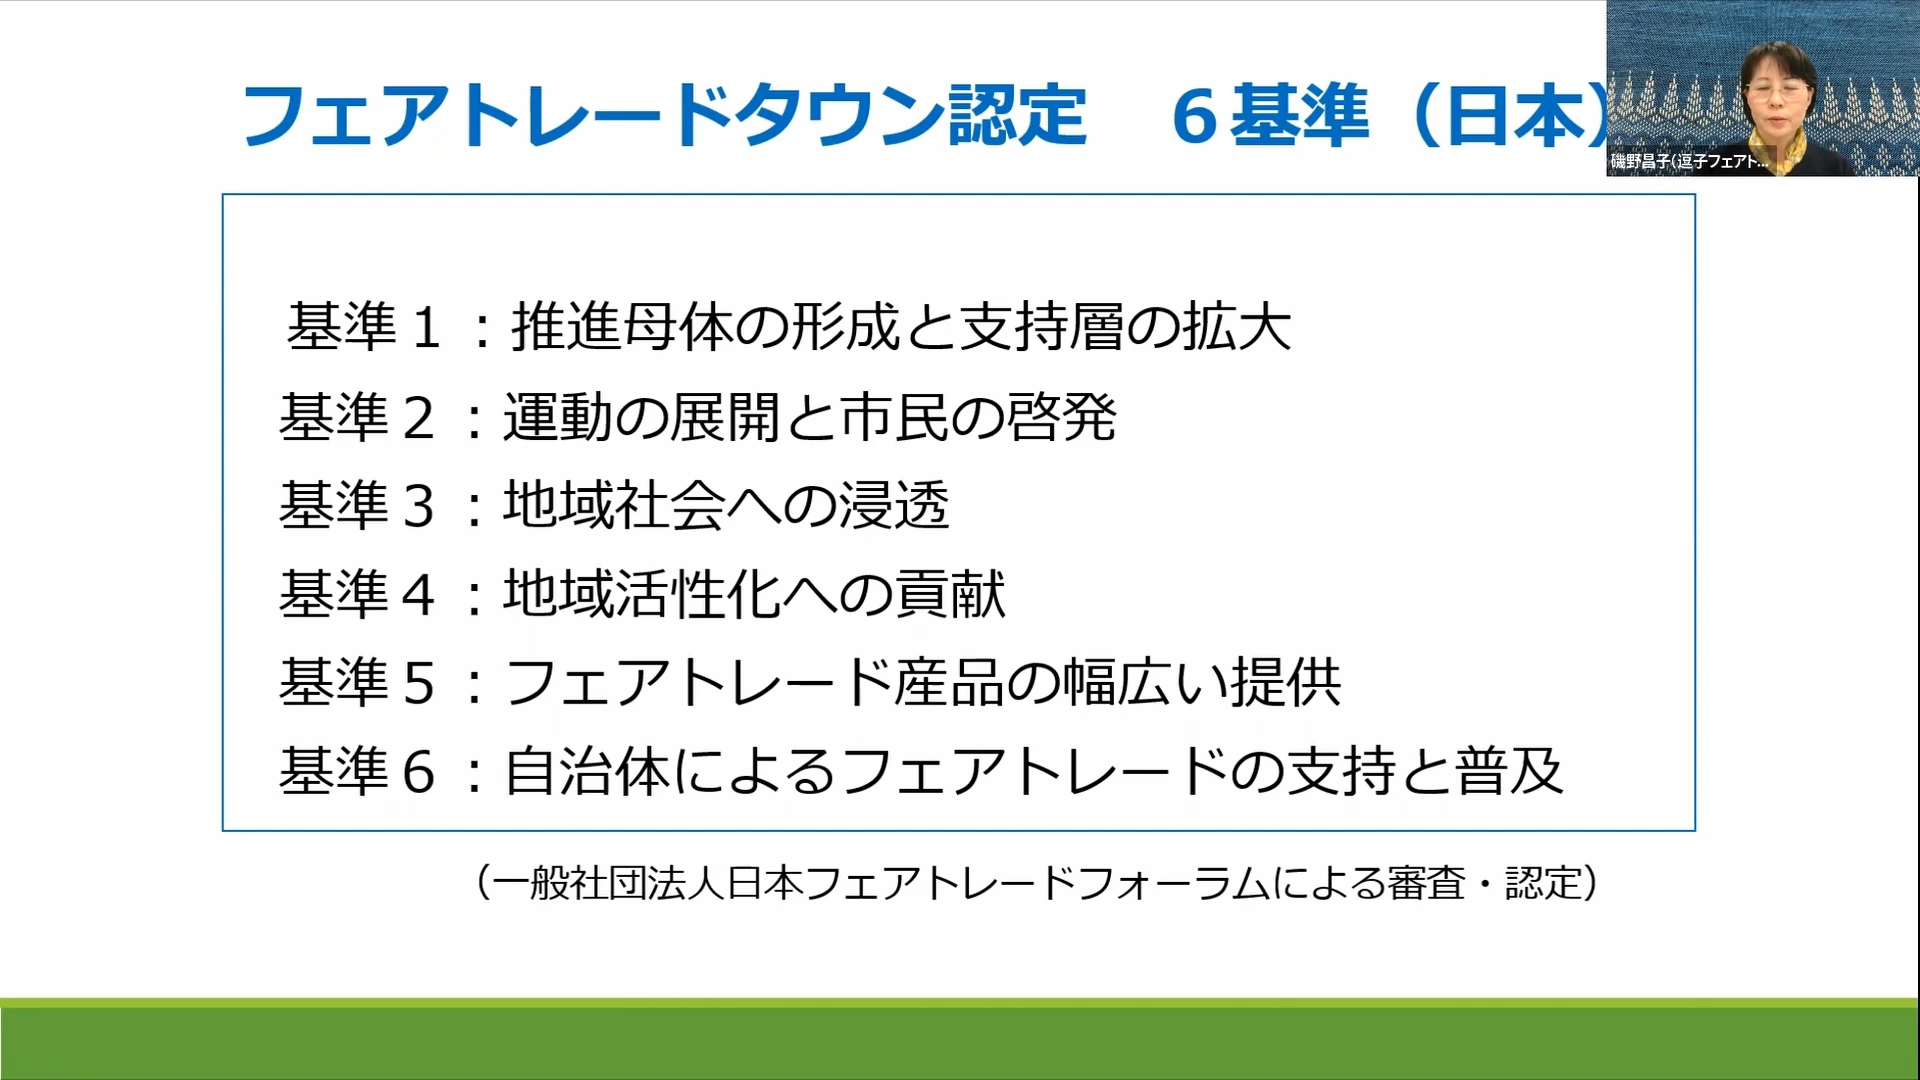 フェアトレードタウン認定　６基準（日本）
磯野昌子(逗子フェアト...
基準１：推進母体の形成と支持層の拡大
基準２：運動の展開と市民の啓発
基準３：地域社会への浸透
基準４：地域活性化への貢献
基準５：フェアトレード産品の幅広い提供
基準６：自治体によるフェアトレードの支持と普及
（一般社団法人日本フェアトレードフォーラムによる審査・認定）